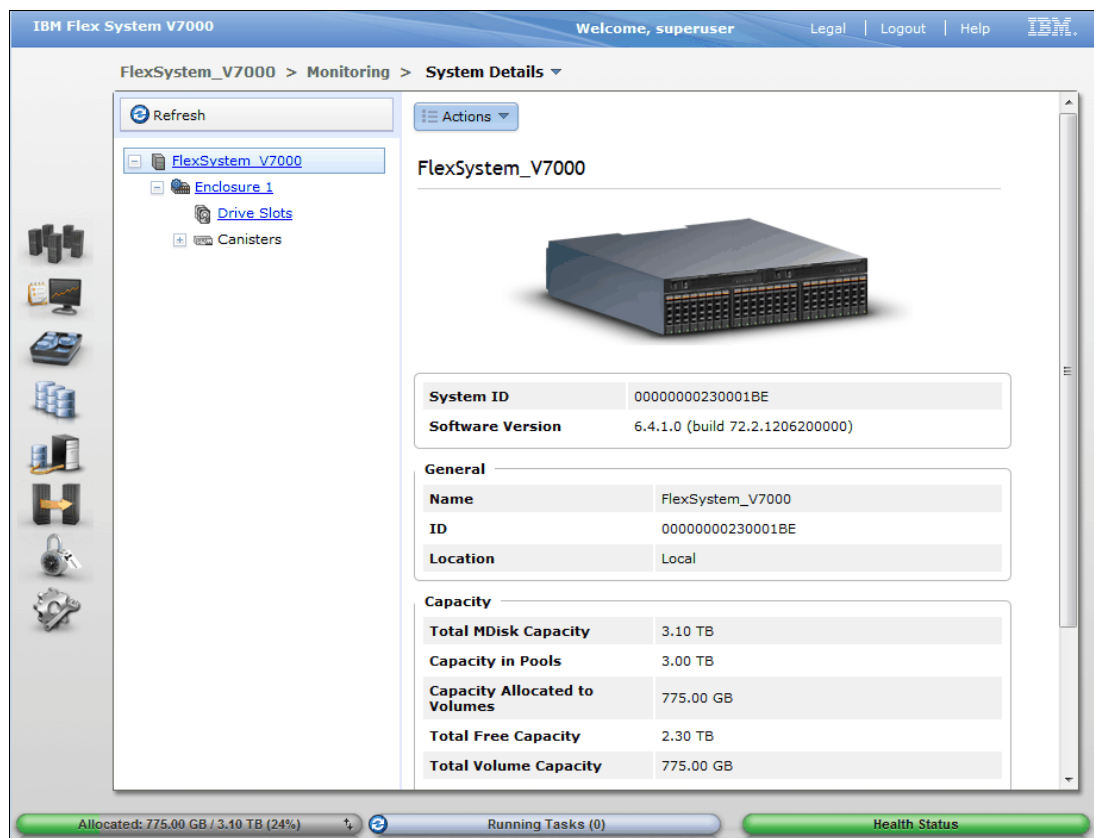 IBM Flex System V7000
Welcome, superuser
Legal
Logout
Help
IBM.
FlexSystem_V7000 > Monitoring > System Details
Refresh
FlexSystem_V7000
Enclosure 1
Drive Slots
Canisters
Actions
FlexSystem_V7000
System ID 00000000230001BE
Software Version 6.4.1.0 (build 72.2.1206200000)
General
Name FlexSystem_V7000
ID 00000000230001BE
Location Local
Capacity
Total MDisk Capacity 3.10 TB
Capacity in Pools 3.00 TB
Capacity Allocated to
Volumes 775.00 GB
Total Free Capacity 2.30 TB
Total Volume Capacity 775.00 GB
Allocated: 775.00 GB / 3.10 TB (24%)
Running Tasks (0)
Health Status